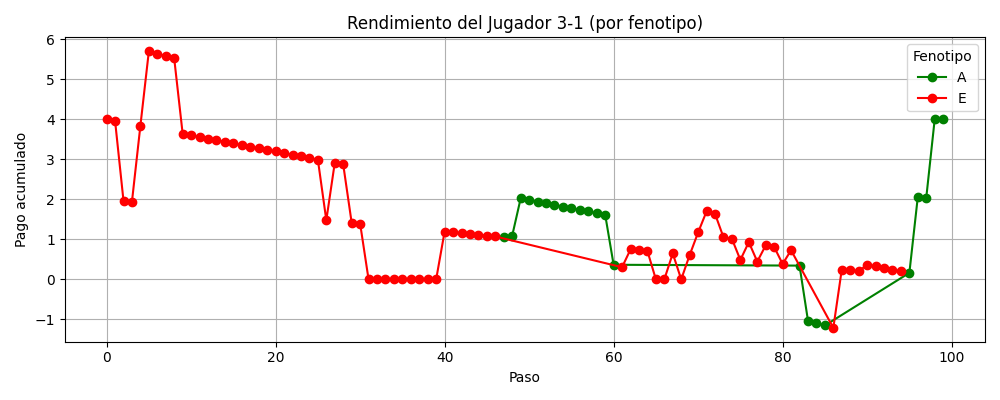 Rendimiento del Jugador 3-1 (por fenotipo)
Pago acumulado
6
5
4
3
2
1
0
−1
Fenotipo
A
E
0 20 40 60 80 100
Paso